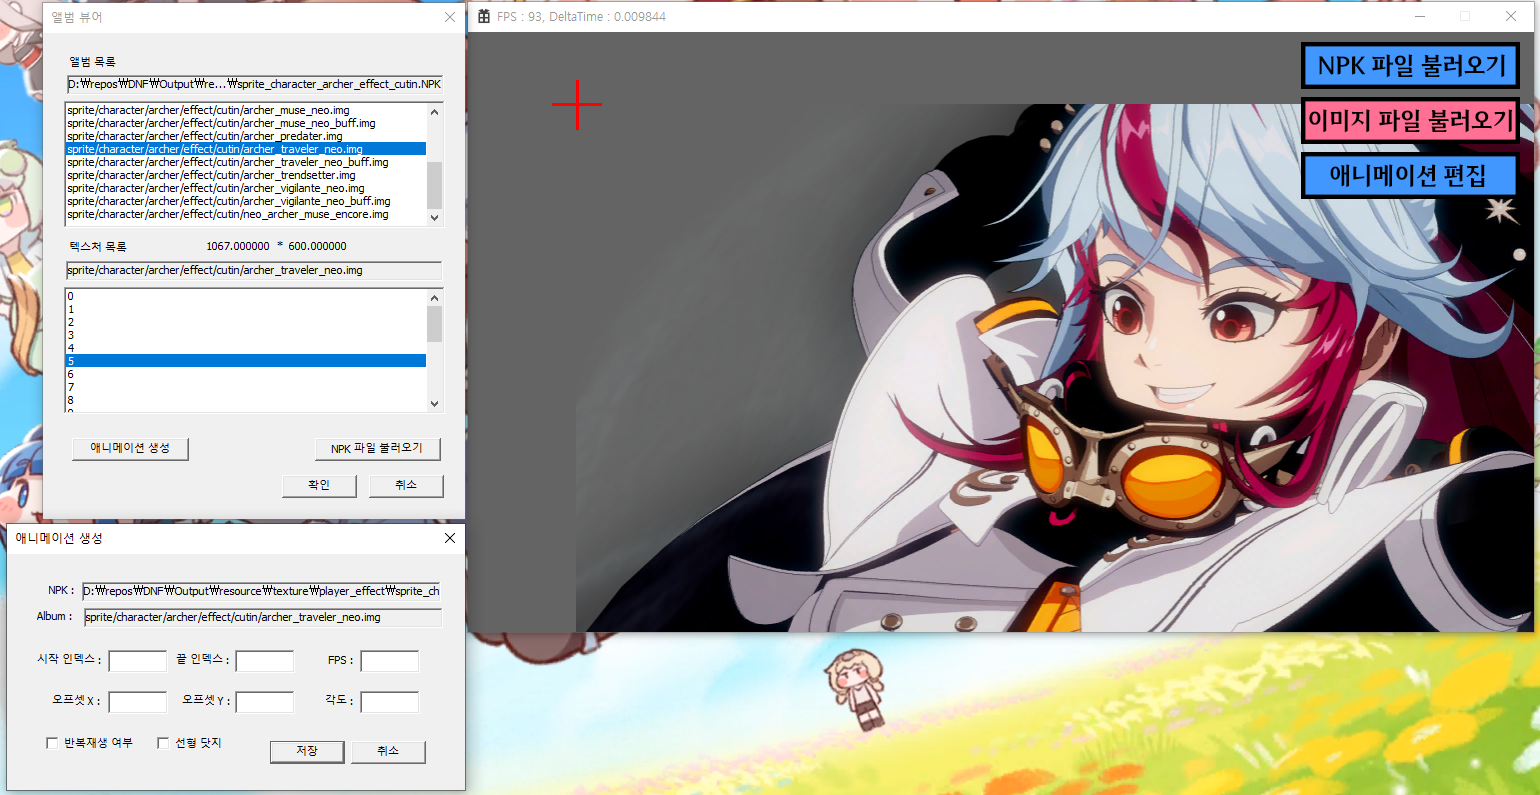 앨범 뷰어
앨범 목록
D:₩repos₩DNF₩Output₩re...₩sprite_character_archer_effect_cutin.NPK
sprite/character/archer/effect/cutin/archer_muse_neo.img
sprite/character/archer/effect/cutin/archer_muse_neo_buff.img
sprite/character/archer/effect/cutin/archer_predater.img
sprite/character/archer/effect/cutin/archer_traveler_neo.img
sprite/character/archer/effect/cutin/archer_traveler_neo_buff.img
sprite/character/archer/effect/cutin/archer_trendsetter.img
sprite/character/archer/effect/cutin/archer_vigilante_neo.img
sprite/character/archer/effect/cutin/archer_vigilante_neo_buff.img
sprite/character/archer/effect/cutin/neo_archer_muse_encore.img
텍스처 목록 1067.000000 * 600.000000
sprite/character/archer/effect/cutin/archer_traveler_neo.img
0
1
2
3
4
5
6
7
8
애니메이션 생성 NPK 파일 불러오기
확인 취소
애니메이션 생성
NPK : D:₩repos₩DNF₩Output₩resource₩texture₩player_effect₩sprite_ch
Album : sprite/character/archer/effect/cutin/archer_traveler_neo.img
시작 인덱스 : 끝 인덱스 : FPS :
오프셋 X : 오프셋 Y : 각도 :
반복재생 여부 선형 닷지
저장 취소
FPS : 93, DeltaTime : 0.009844
NPK 파일 불러오기
이미지 파일 불러오기
애니메이션 편집